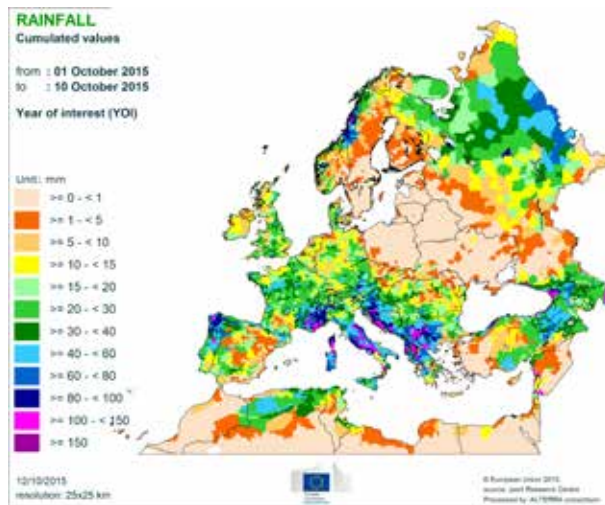 RAINFALL
Cumulated values
from : 01 October 2015
to : 10 October 2015
Year of interest (YOI)
Unit: mm
>= 0 - < 1
>= 1 - < 5
>= 5 - < 10
>= 10 - < 15
>= 15 - < 20
>= 20 - < 30
>= 30 - < 40
>= 40 - < 60
>= 60 - < 80
>= 80 - < 100
>= 100 - < 150
>= 150
12/10/2015
resolution: 25x25 km
© European Union 2015
source: Joint Research Centre
Processed by: ALTERRA consortium